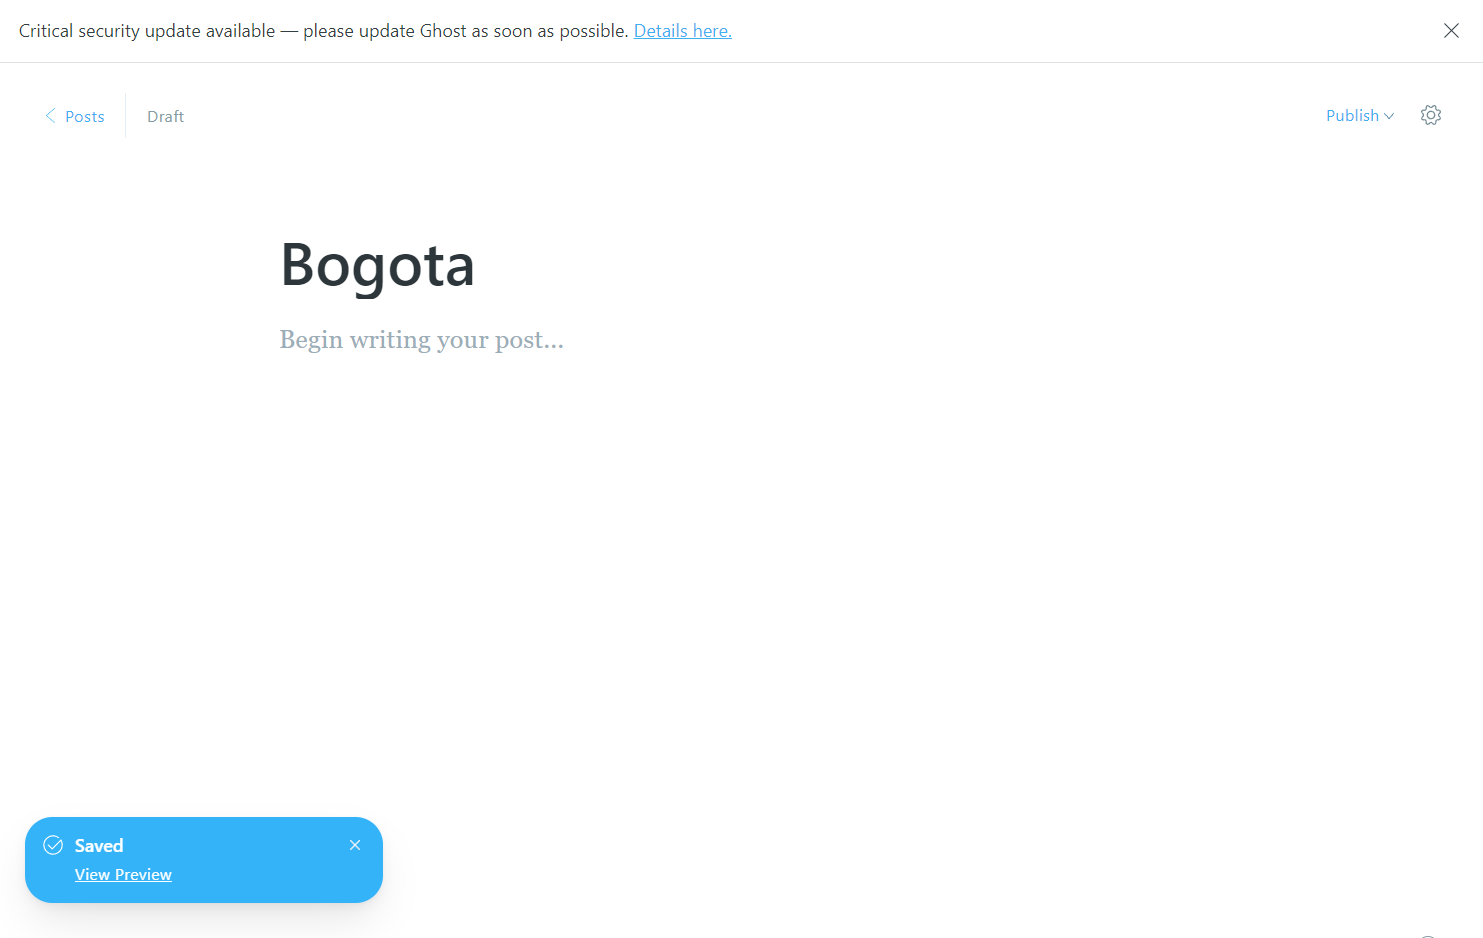 Critical security update available — please update Ghost as soon as possible. Details here.
Posts
Draft
Publish
Bogota
Begin writing your post...
Saved
View Preview